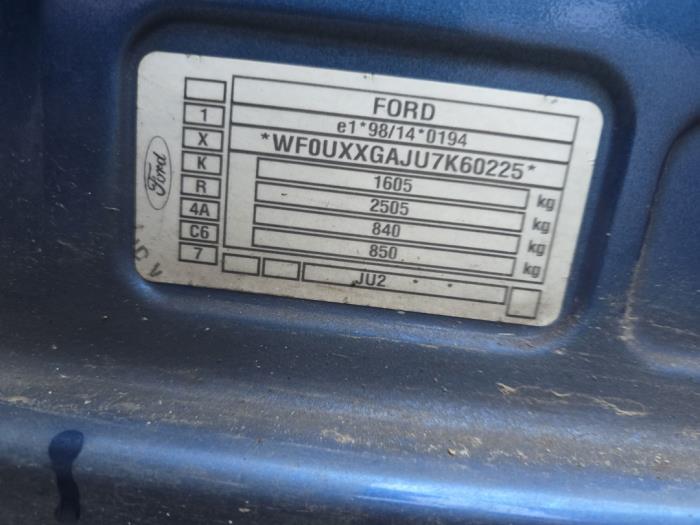 FORD
e1*98/14*0194
*WF0UXXGAJU7K60225*
1605 kg
2505 kg
840 kg
850 kg
JU2
1
X
K
R
4A
C6
7
Ford